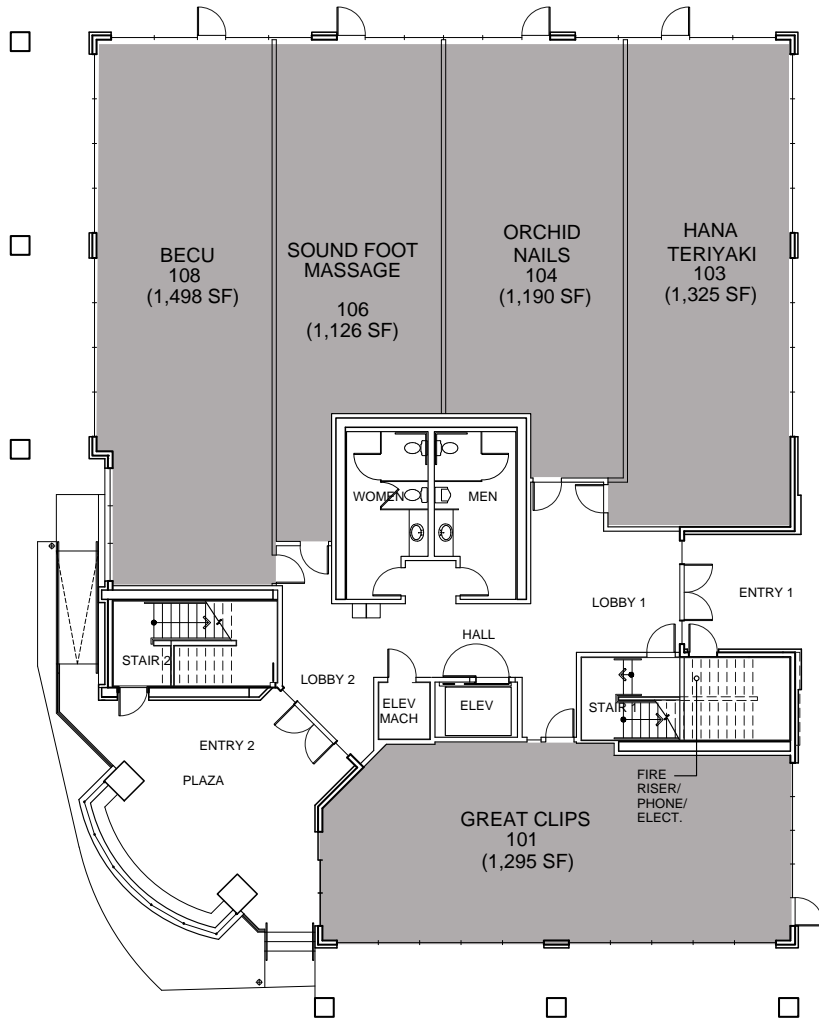 BECU
108
(1,498 SF)
SOUND FOOT
MASSAGE
106
(1,126 SF)
ORCHID
NAILS
104
(1,190 SF)
HANA
TERIYAKI
103
(1,325 SF)
WOMEN
MEN
LOBBY 1
ENTRY 1
HALL
STAIR 2
LOBBY 2
ELEV
MACH
ELEV
STAIR 1
ENTRY 2
PLAZA
FIRE
RISER/
PHONE/
ELECT.
GREAT CLIPS
101
(1,295 SF)